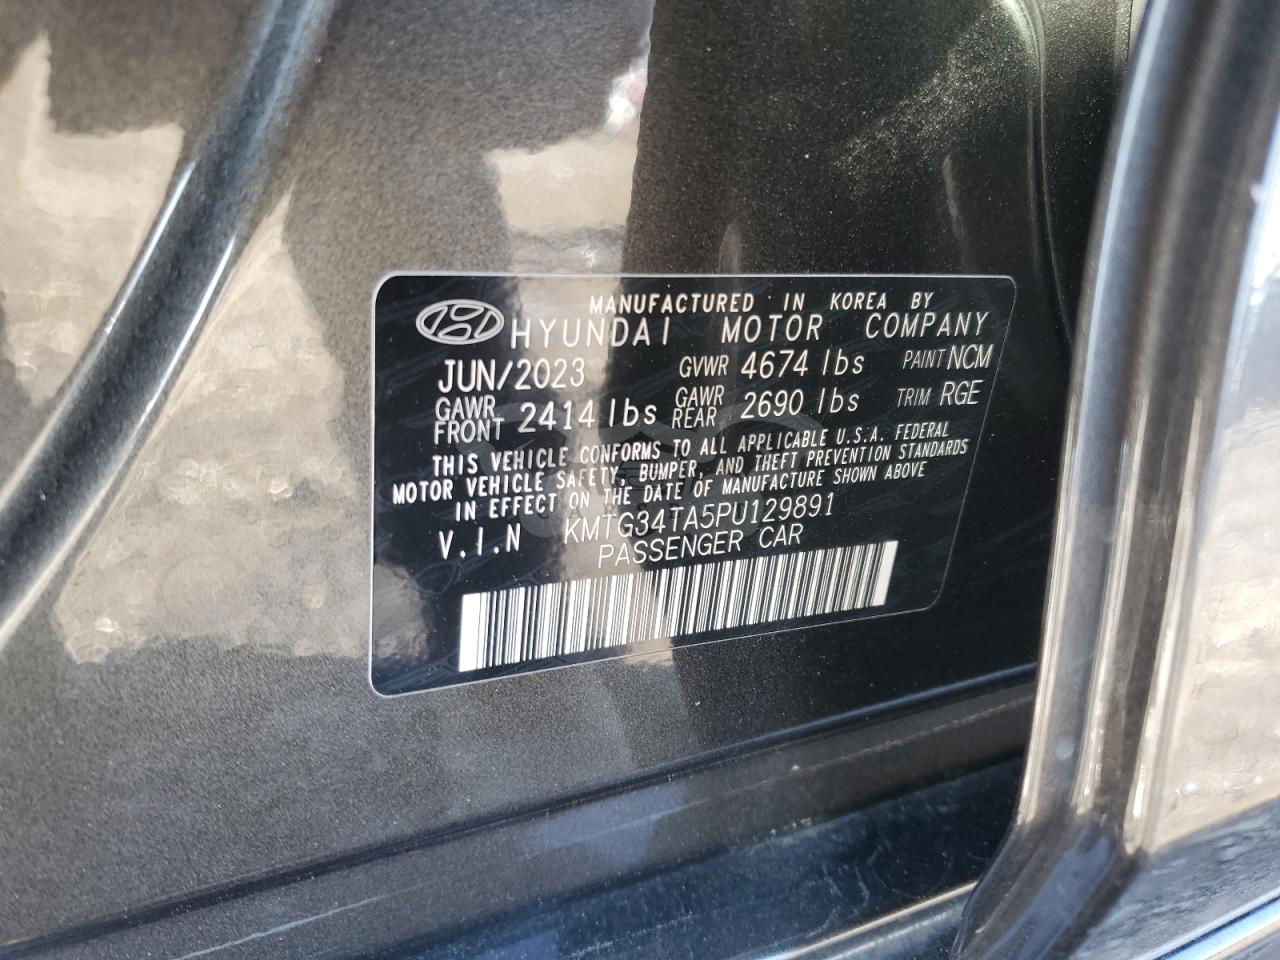 MANUFACTURED IN KOREA BY
HYUNDAI MOTOR COMPANY
JUN/2023 GVWR 4674 lbs PAINT NCM
GAWR FRONT 2414 lbs GAWR REAR 2690 lbs TRIM RGE
THIS VEHICLE CONFORMS TO ALL APPLICABLE U.S.A. FEDERAL
MOTOR VEHICLE SAFETY, BUMPER, AND THEFT PREVENTION STANDARDS
IN EFFECT ON THE DATE OF MANUFACTURE SHOWN ABOVE
V.I.N KMTG34TA5PU129891
PASSENGER CAR